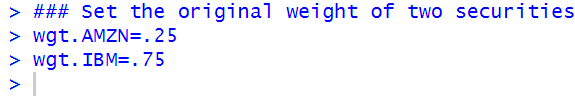 > ### Set the original weight of two securities
> wgt.AMZN=.25
> wgt.IBM=.75
>